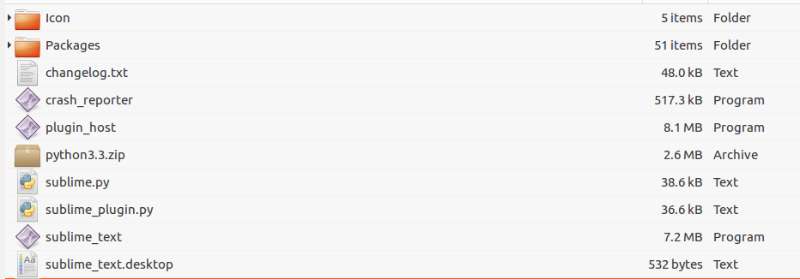 Icon 5 items Folder
Packages 51 items Folder
changelog.txt 48.0 kB Text
crash_reporter 517.3 kB Program
plugin_host 8.1 MB Program
python3.3.zip 2.6 MB Archive
sublime.py 38.6 kB Text
sublime_plugin.py 36.6 kB Text
sublime_text 7.2 MB Program
sublime_text.desktop 532 bytes Text